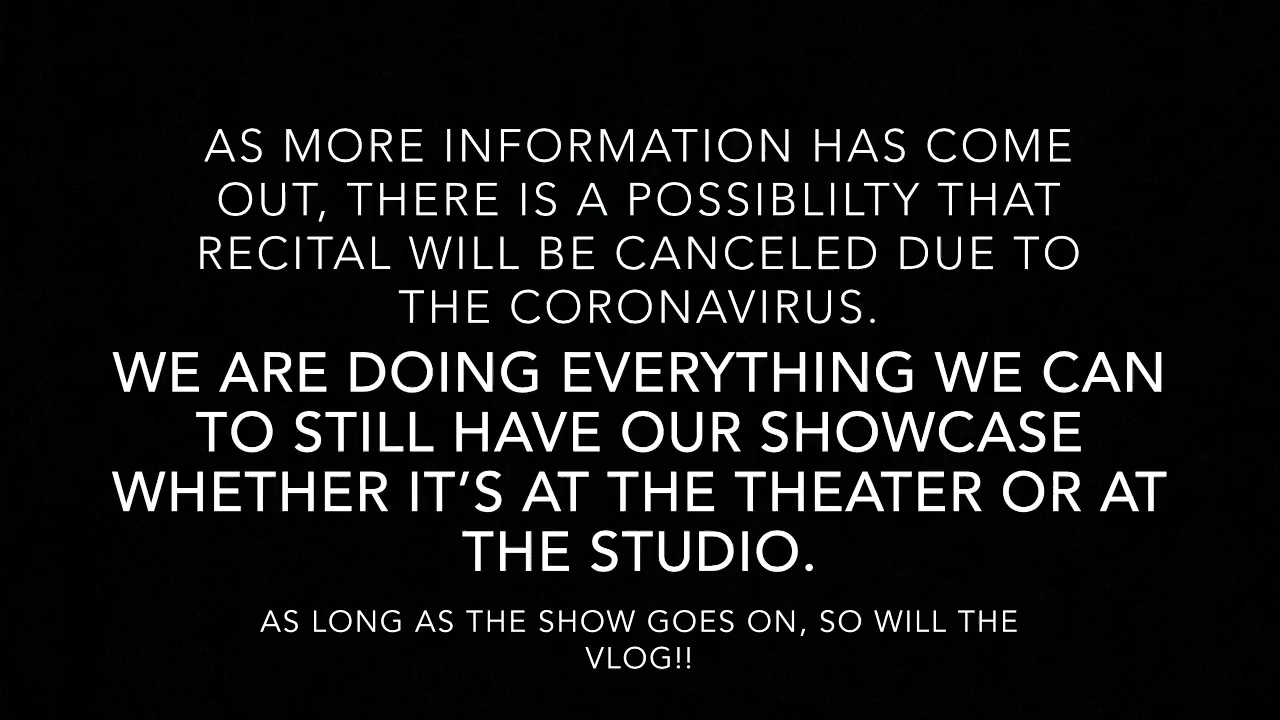 AS MORE INFORMATION HAS COME
OUT, THERE IS A POSSIBLILTY THAT
RECITAL WILL BE CANCELED DUE TO
THE CORONAVIRUS.
WE ARE DOING EVERYTHING WE CAN
TO STILL HAVE OUR SHOWCASE
WHETHER IT’S AT THE THEATER OR AT
THE STUDIO.
AS LONG AS THE SHOW GOES ON, SO WILL THE
VLOG!!